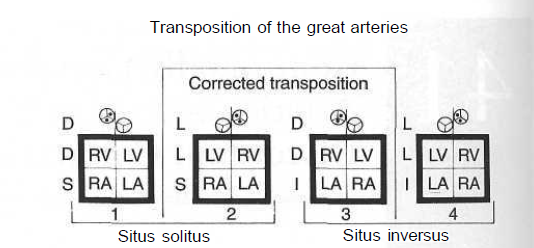 Transposition of the great arteries
Corrected transposition
D L D L
D RV LV L LV RV D RV LV L LV RV
S RA LA S RA LA I LA RA I LA RA
1 2 3 4
Situs solitus Situs inversus